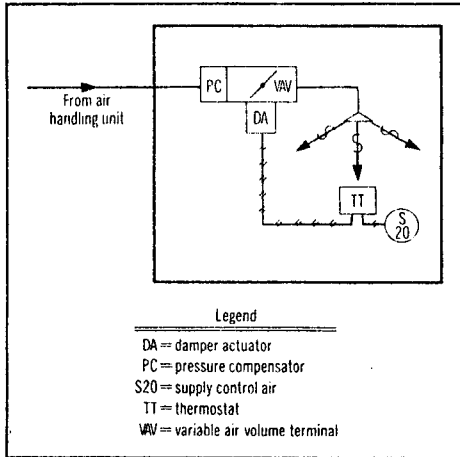 PC
VAV
From air
handling unit
DA
TT
S
20
Legend
DA = damper actuator
PC = pressure compensator
S20 = supply control air
TT = thermostat
VAV = variable air volume terminal